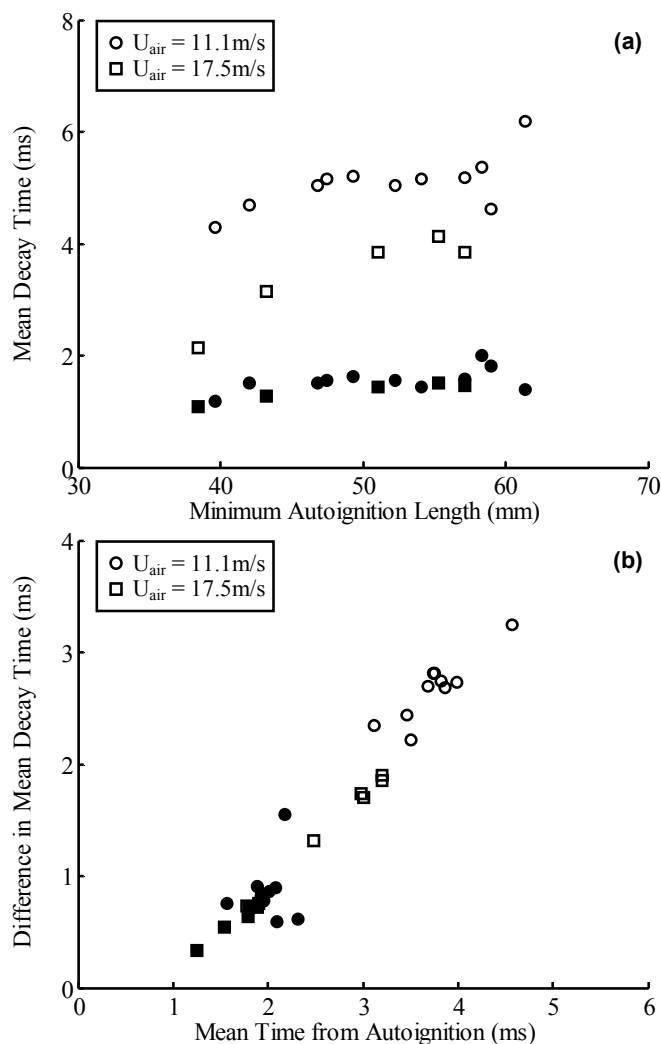 8
6
4
2
0
Mean Decay Time (ms)
U_air = 11.1m/s
U_air = 17.5m/s
(a)
30 40 50 60 70
Minimum Autoignition Length (mm)
4
3
2
1
0
Difference in Mean Decay Time (ms)
U_air = 11.1m/s
U_air = 17.5m/s
(b)
0 1 2 3 4 5 6
Mean Time from Autoignition (ms)